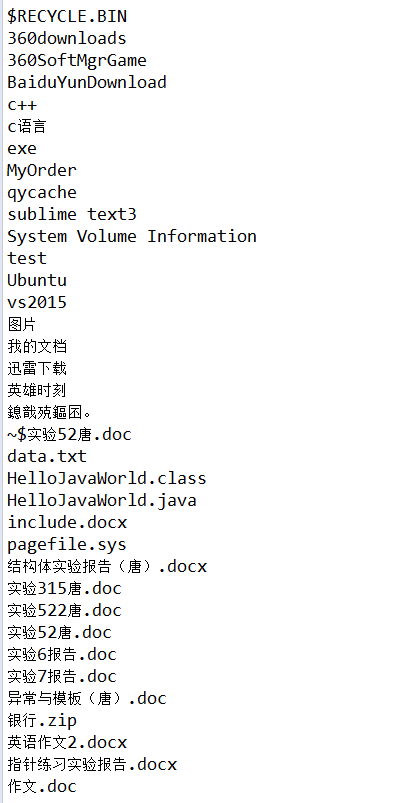 $RECYCLE.BIN
360downloads
360SoftMgrGame
BaiduYunDownload
c++
c语言
exe
MyOrder
qycache
sublime text3
System Volume Information
test
Ubuntu
vs2015
图片
我的文档
迅雷下载
英雄时刻
鎴戠殑鏂囨。
~$实验52唐.doc
data.txt
HelloJavaWorld.class
HelloJavaWorld.java
include.docx
pagefile.sys
结构体实验报告（唐）.docx
实验315唐.doc
实验522唐.doc
实验52唐.doc
实验6报告.doc
实验7报告.doc
异常与模板（唐）.doc
银行.zip
英语作文2.docx
指针练习实验报告.docx
作文.doc